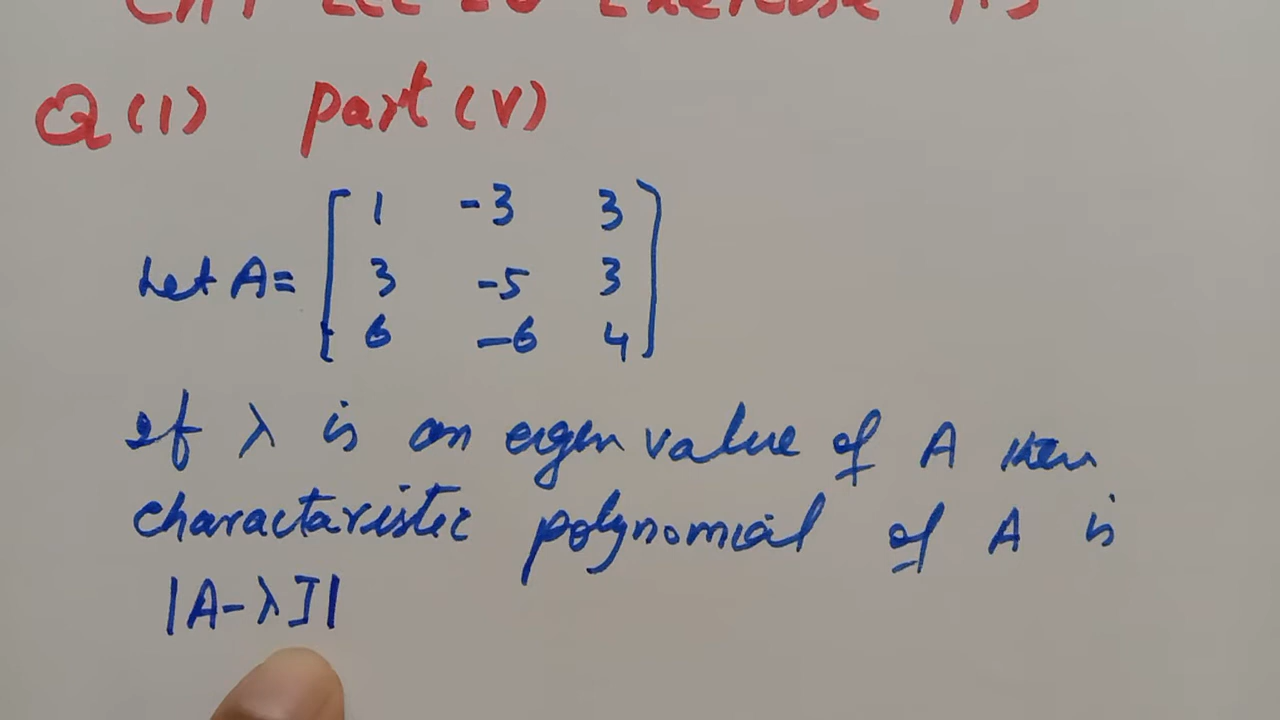 Exercise
Q(1) Part (V)
Let A = [ 1 -3 3
3 -5 3
6 -6 4 ]
If λ is an eigen value of A then
charactaristic polynomial of A is
|A-λI|